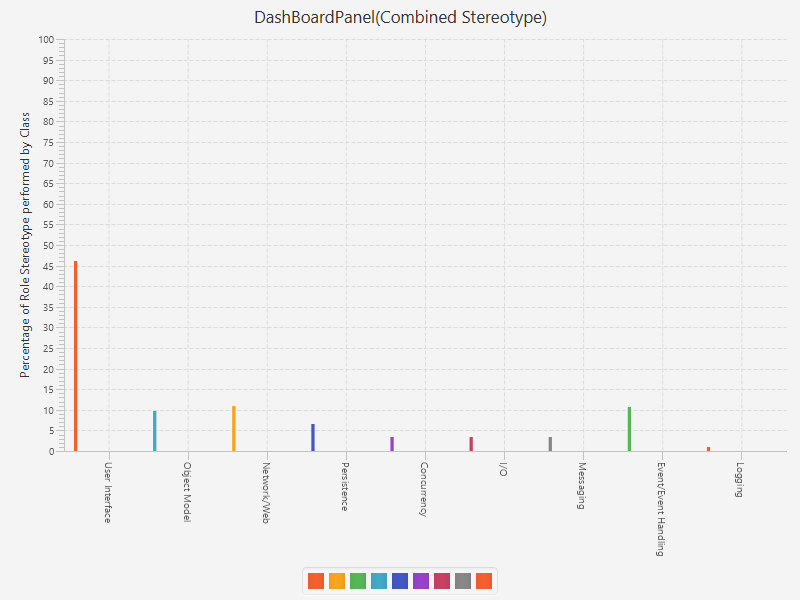 DashBoardPanel(Combined Stereotype)
Percentage of Role Stereotype performed by Class
100
95
90
85
80
75
70
65
60
55
50
45
40
35
30
25
20
15
10
5
0
User Interface
Object Model
Network/Web
Persistence
Concurrency
I/O
Messaging
Event/Event Handling
Logging